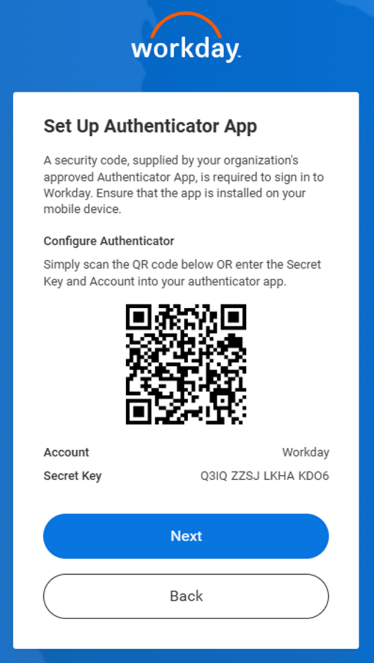 workday.
Set Up Authenticator App
A security code, supplied by your organization's
approved Authenticator App, is required to sign in to
Workday. Ensure that the app is installed on your
mobile device.
Configure Authenticator
Simply scan the QR code below OR enter the Secret
Key and Account into your authenticator app.
Account Workday
Secret Key Q3IQ ZZSJ LKHA KDO6
Next
Back